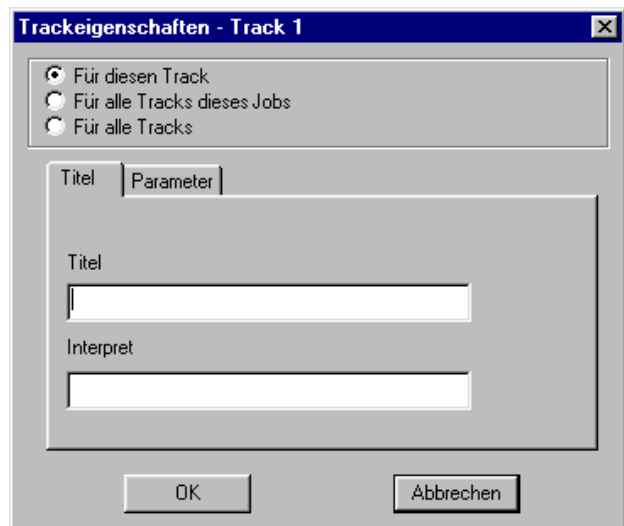 Trackeigenschaften - Track 1
Für diesen Track
Für alle Tracks dieses Jobs
Für alle Tracks
Titel Parameter
Titel
Interpret
OK Abbrechen